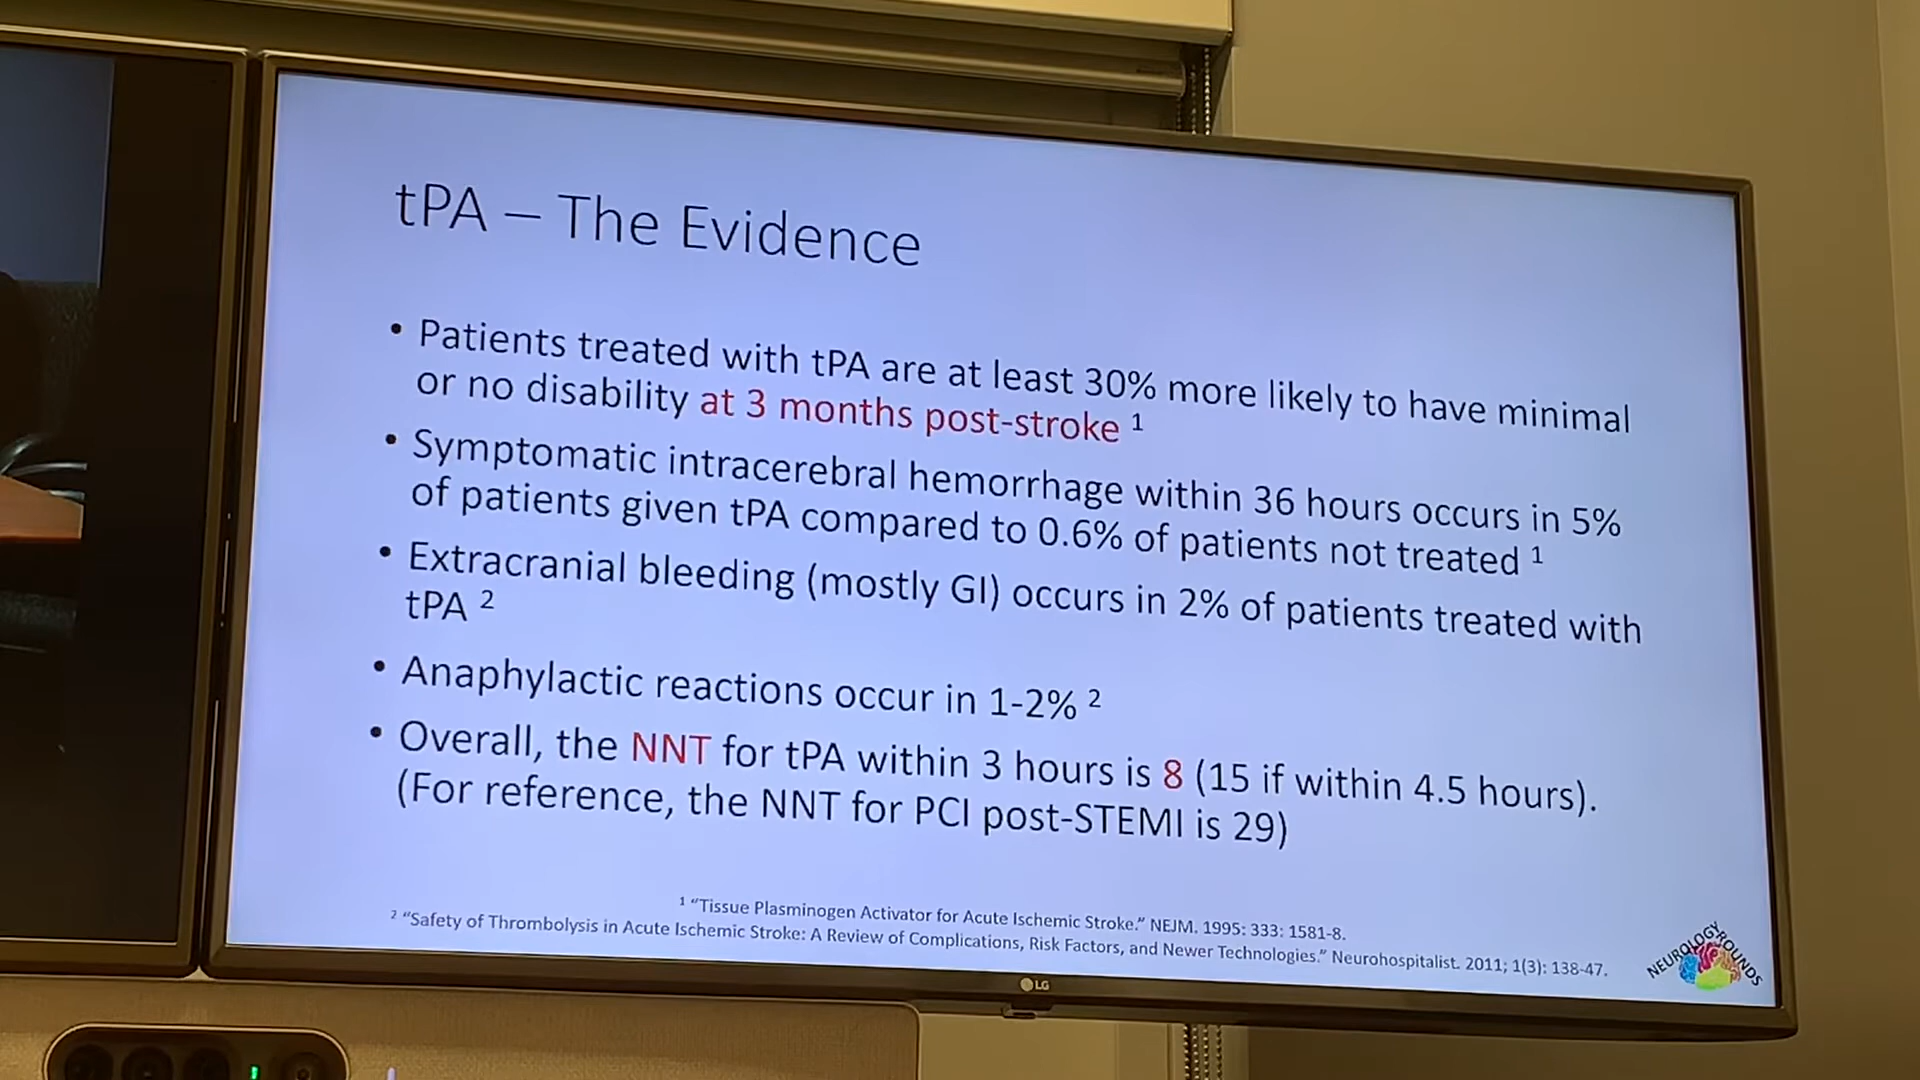 tPA – The Evidence
• Patients treated with tPA are at least 30% more likely to have minimal
or no disability at 3 months post-stroke ¹
• Symptomatic intracerebral hemorrhage within 36 hours occurs in 5%
of patients given tPA compared to 0.6% of patients not treated ¹
• Extracranial bleeding (mostly GI) occurs in 2% of patients treated with
tPA ²
• Anaphylactic reactions occur in 1-2% ²
• Overall, the NNT for tPA within 3 hours is 8 (15 if within 4.5 hours).
(For reference, the NNT for PCI post-STEMI is 29)
¹ “Tissue Plasminogen Activator for Acute Ischemic Stroke.” NEJM. 1995: 333: 1581-8.
² “Safety of Thrombolysis in Acute Ischemic Stroke: A Review of Complications, Risk Factors, and Newer Technologies.” Neurohospitalist. 2011; 1(3): 138-47.
NEUROLOGY ROUNDS
LG